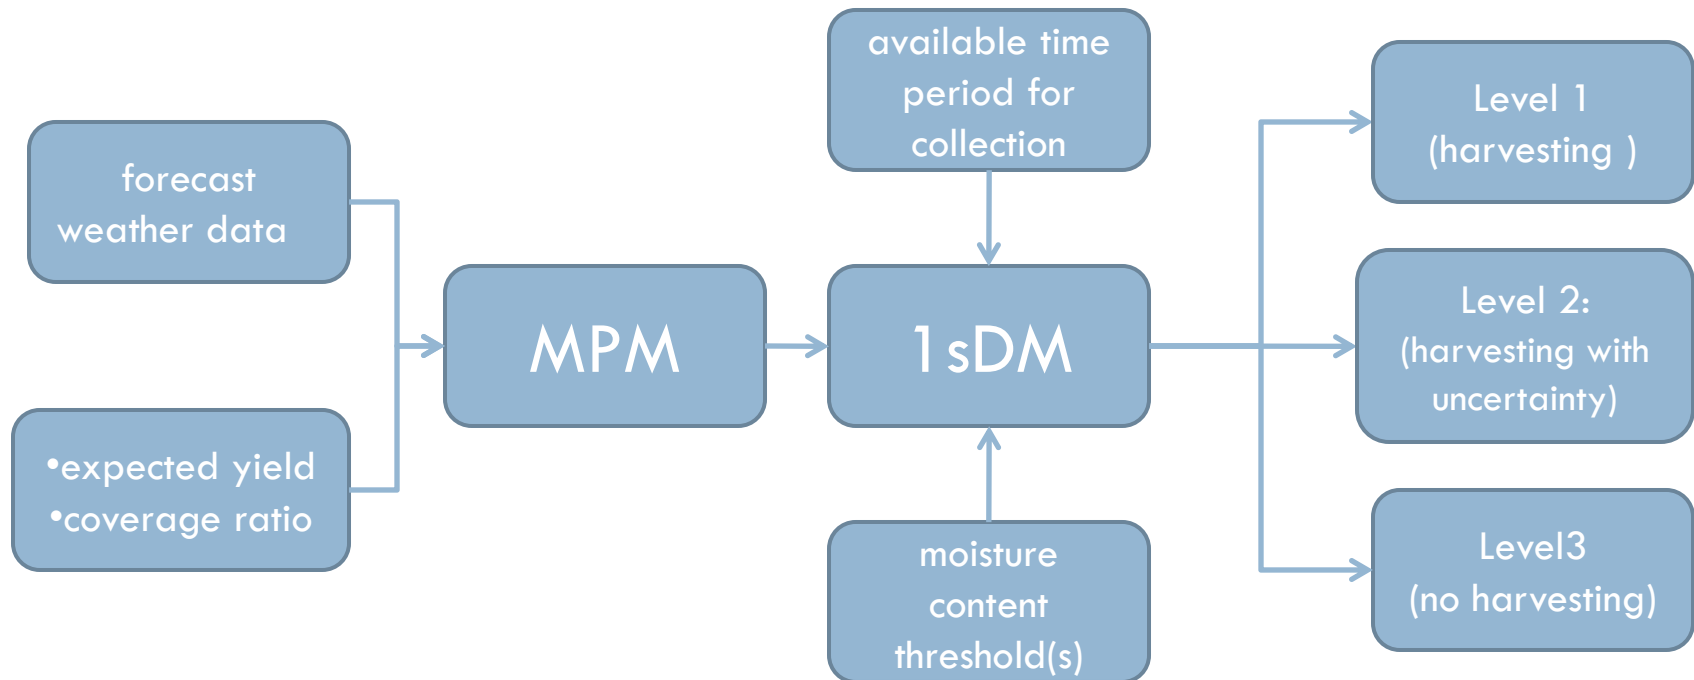 forecast
weather data
•expected yield
•coverage ratio
MPM
available time
period for
collection
1sDM
moisture
content
threshold(s)
Level 1
(harvesting )
Level 2:
(harvesting with
uncertainty)
Level3
(no harvesting)